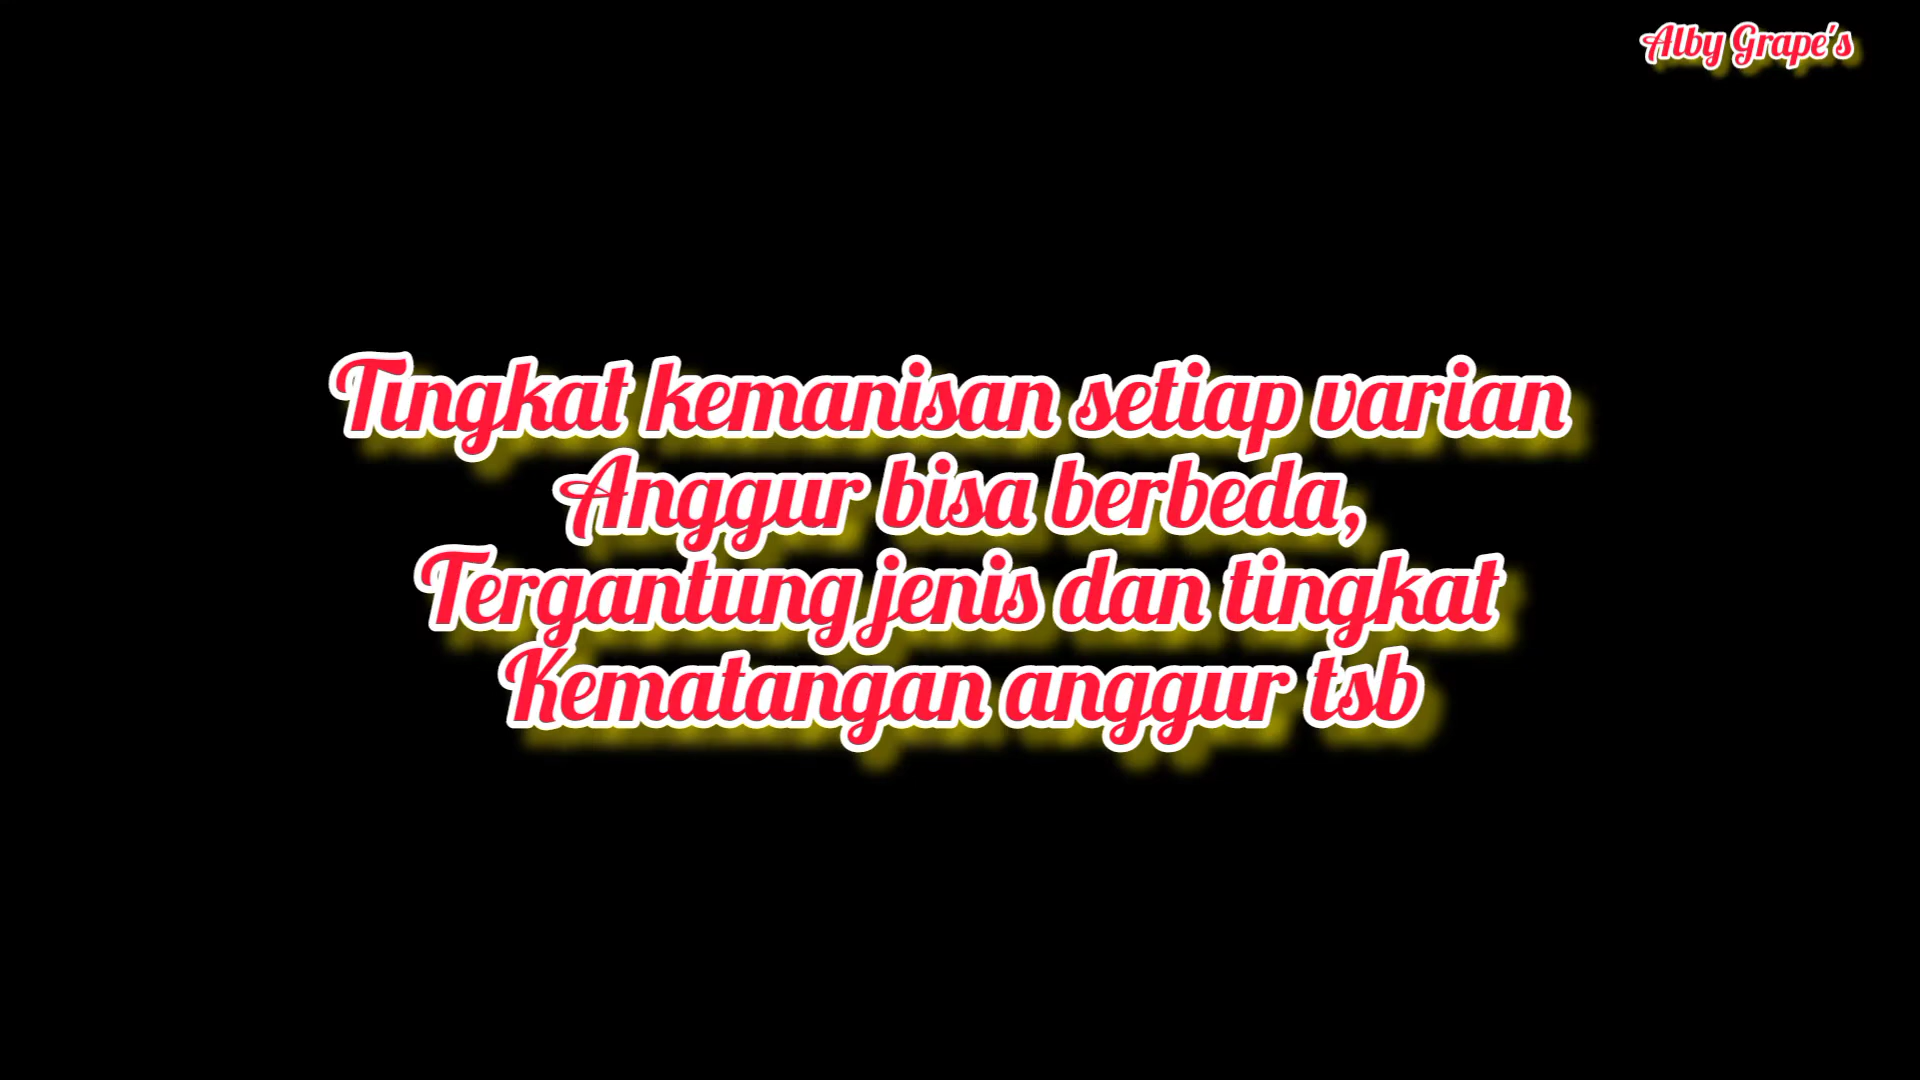 Alby Grape's
Tingkat kemanisan setiap varian
Anggur bisa berbeda,
Tergantung jenis dan tingkat
Kematangan anggur tsb